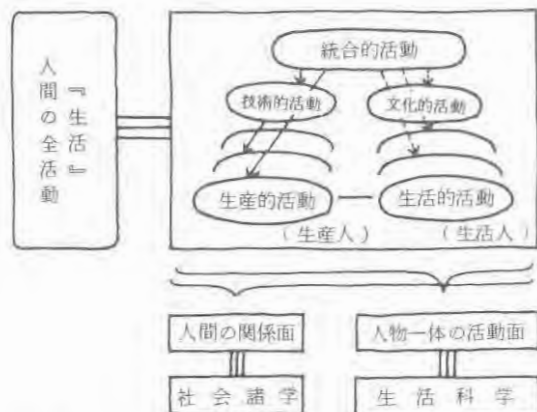 『生活』
人間の全活動
統合的活動
技術的活動
文化的活動
生産的活動
生活的活動
（生産人）
（生活人）
人間の関係面
人物一体の活動面
社会諸学
生活科学